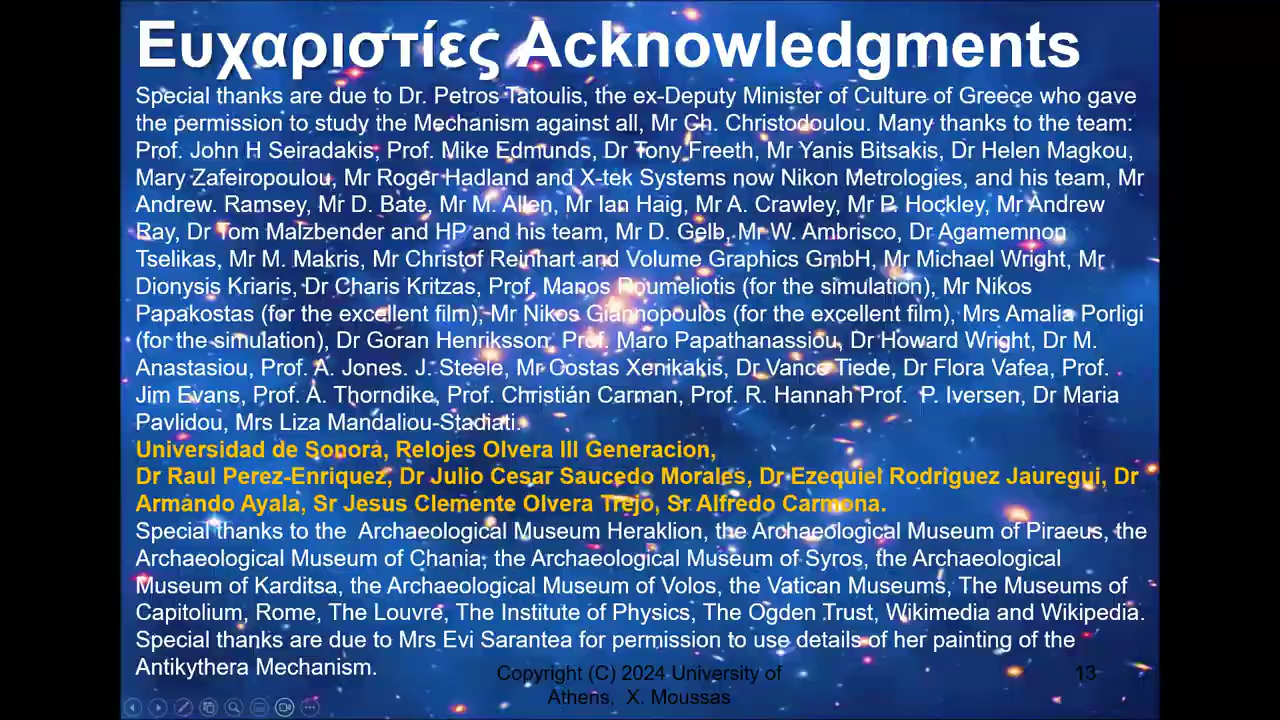 Ευχαριστίες Acknowledgments
Special thanks are due to Dr. Petros Tatoulis, the ex-Deputy Minister of Culture of Greece who gave
the permission to study the Mechanism against all, Mr Ch. Christodoulou. Many thanks to the team:
Prof. John H Seiradakis, Prof. Mike Edmunds, Dr Tony Freeth, Mr Yanis Bitsakis, Dr Helen Magkou,
Mary Zafeiropoulou, Mr Roger Hadland and X-tek Systems now Nikon Metrologies, and his team, Mr
Andrew. Ramsey, Mr D. Bate, Mr M. Allen, Mr Ian Haig, Mr A. Crawley, Mr P. Hockley, Mr Andrew
Ray, Dr Tom Malzbender and HP and his team, Mr D. Gelb, Mr W. Ambrisco, Dr Agamemnon
Tselikas, Mr M. Makris, Mr Christof Reinhart and Volume Graphics GmbH, Mr Michael Wright, Mr
Dionysis Kriaris, Dr Charis Kritzas, Prof. Manos Roumeliotis (for the simulation), Mr Nikos
Papakostas (for the excellent film), Mr Nikos Giannopoulos (for the excellent film), Mrs Amalia Porligi
(for the simulation), Dr Goran Henriksson, Prof. Maro Papathanassiou, Dr Howard Wright, Dr M.
Anastasiou, Prof. A. Jones. J. Steele, Mr Costas Xenikakis, Dr Vance Tiede, Dr Flora Vafea, Prof.
Jim Evans, Prof. A. Thorndike, Prof. Christián Carman, Prof. R. Hannah Prof. P. Iversen, Dr Maria
Pavlidou, Mrs Liza Mandaliou-Stadiati.
Universidad de Sonora, Relojes Olvera III Generacion,
Dr Raul Perez-Enriquez, Dr Julio Cesar Saucedo Morales, Dr Ezequiel Rodriguez Jauregui, Dr
Armando Ayala, Sr Jesus Clemente Olvera Trejo, Sr Alfredo Carmona.
Special thanks to the Archaeological Museum Heraklion, the Archaeological Museum of Piraeus, the
Archaeological Museum of Chania, the Archaeological Museum of Syros, the Archaeological
Museum of Karditsa, the Archaeological Museum of Volos, the Vatican Museums, The Museums of
Capitolium, Rome, The Louvre, The Institute of Physics, The Ogden Trust, Wikimedia and Wikipedia.
Special thanks are due to Mrs Evi Sarantea for permission to use details of her painting of the
Antikythera Mechanism.
Copyright (C) 2024 University of
Athens, X. Moussas
13